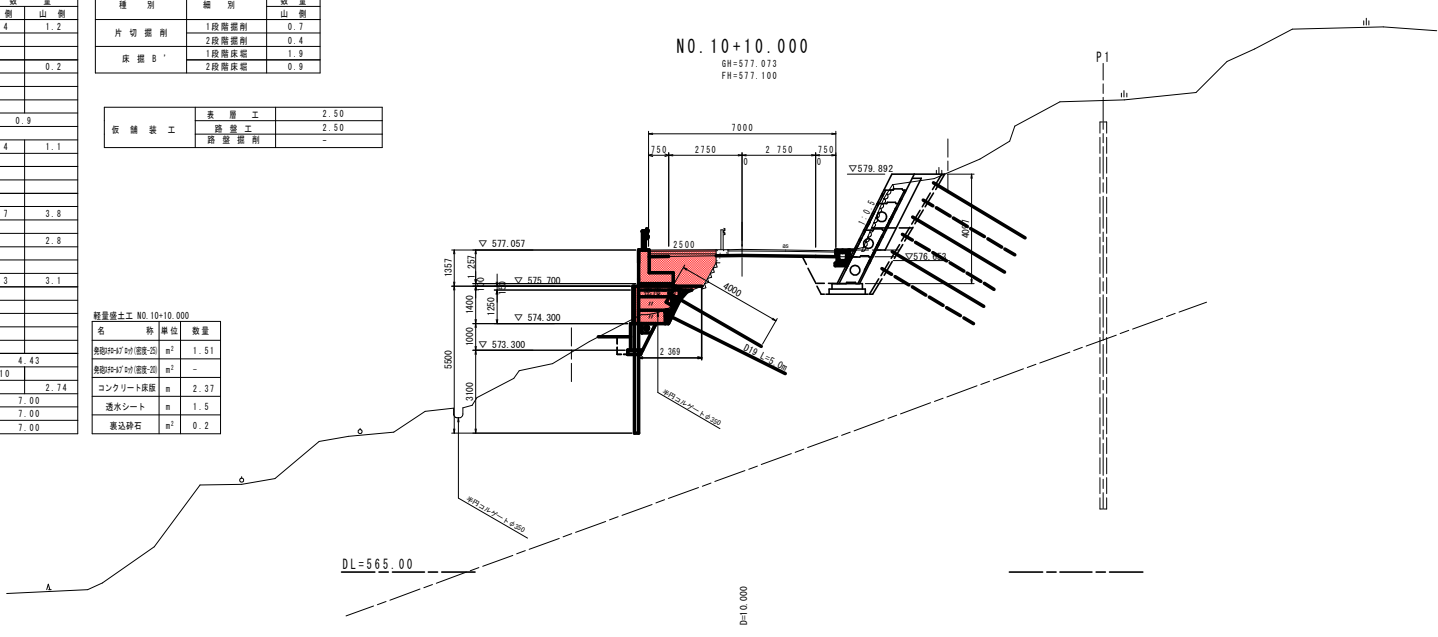 数 量
側 山 側
4 1.2
0.2
0.9
4 1.1
7 3.8
2.8
3 3.1
4.43
10
2.74
7.00
7.00
7.00
種 別 細 別 数 量
山 側
片 切 掘 削 1段階掘削 0.7
2段階掘削 0.4
床 掘 B ' 1段階床堀 1.9
2段階床堀 0.9
仮 舗 装 工 表 層 工 2.50
路 盤 工 2.50
路 盤 掘 削 -
軽量盛土工 NO.10+10.000
名 称 単位 数量
m² 1.51
m² -
コンクリート床版 m 2.37
透水シート m 1.5
裏込砕石 m² 0.2
NO.10+10.000
GH=577.073
FH=577.100
P1
7000
750 2750 2 750 750
0 0
▽579.892
1:0.5
▽577.057
2500
as
1357
1 257
▽575.700
4000
1400
1250
▽574.300
1000
▽573.300
2 369
D19 L=5.0m
5500
3100
半円コルゲートφ350
半円コルゲートφ350
DL=565.00
D=10.000